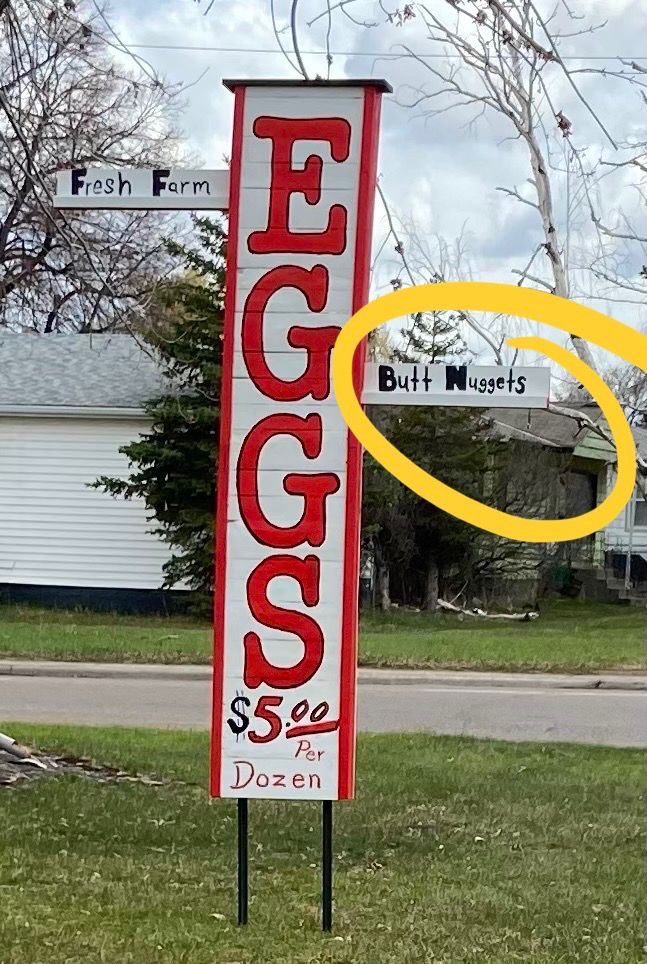 Fresh Farm
EGGS
Butt Nuggets
$5.00
Per
Dozen